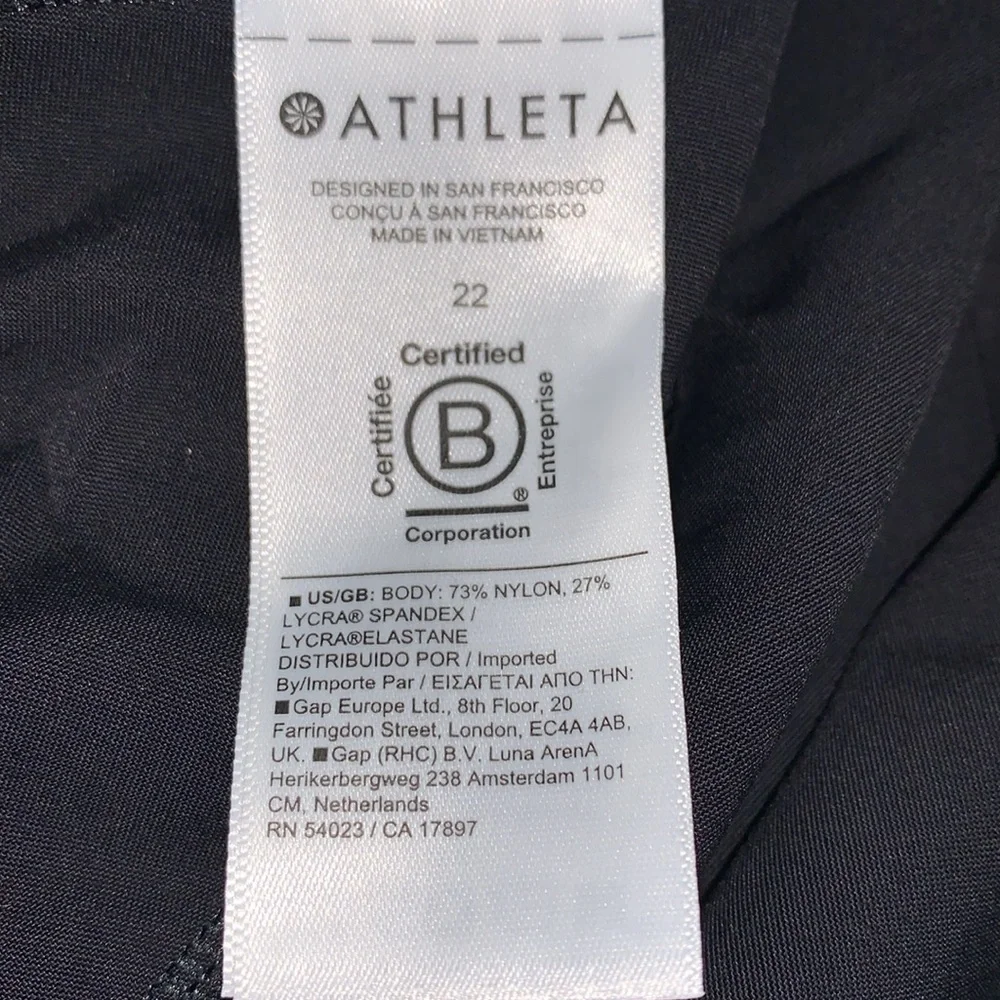 ATHLETA
DESIGNED IN SAN FRANCISCO
CONÇU À SAN FRANCISCO
MADE IN VIETNAM
22
Certified
Certifiée
B
Entreprise
®
Corporation
■ US/GB: BODY: 73% NYLON, 27%
LYCRA® SPANDEX /
LYCRA®ELASTANE
DISTRIBUIDO POR / Imported
By/Importe Par / ΕΙΣΑΓΕΤΑΙ ΑΠΟ ΤΗΝ:
■Gap Europe Ltd., 8th Floor, 20
Farringdon Street, London, EC4A 4AB,
UK. ■Gap (RHC) B.V. Luna ArenA
Herikerbergweg 238 Amsterdam 1101
CM, Netherlands
RN 54023 / CA 17897